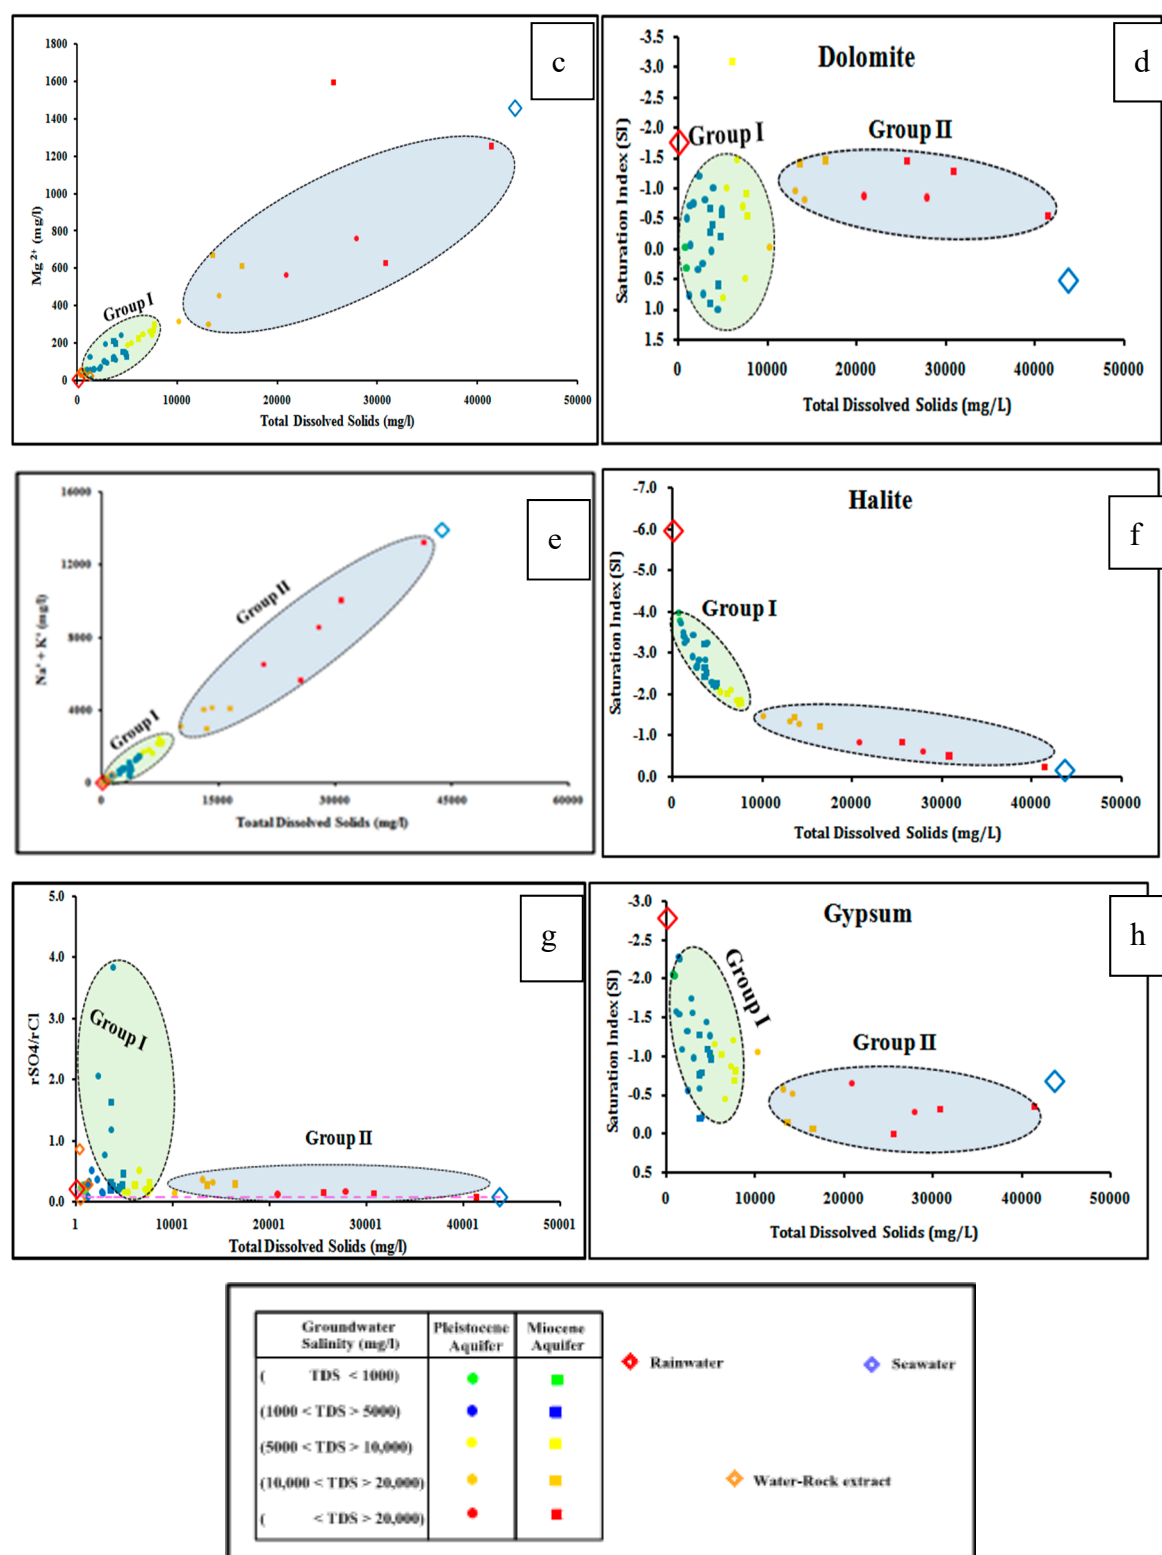 c
1800
1600
1400
1200
1000
800
600
400
200
0
Mg 2+ (mg/l)
Group I
0 10000 20000 30000 40000 50000
Total Dissolved Solids (mg/l)
d
Dolomite
-3.5
-3.0
-2.5
-2.0
-1.5
-1.0
-0.5
0.0
0.5
1.0
1.5
Saturation Index (SI)
Group I
Group II
0 10000 20000 30000 40000 50000
Total Dissolved Solids (mg/L)
e
16000
12000
8000
4000
0
Na+ + K+ (mg/l)
Group II
Group I
0 15000 30000 45000 60000
Toatal Dissolved Solids (mg/l)
f
Halite
-7.0
-6.0
-5.0
-4.0
-3.0
-2.0
-1.0
0.0
Saturation Index (SI)
Group I
0 10000 20000 30000 40000 50000
Total Dissolved Solids (mg/L)
g
5.0
4.0
3.0
2.0
1.0
0.0
rSO4/rCl
Group I
Group II
1 10001 20001 30001 40001 50001
Total Dissolved Solids (mg/l)
h
Gypsum
-3.0
-2.5
-2.0
-1.5
-1.0
-0.5
0.0
0.5
Saturation Index (SI)
Group I
Group II
0 10000 20000 30000 40000 50000
Total Dissolved Solids (mg/L)
Groundwater Salinity (mg/l) Pleistocene Aquifer Miocene Aquifer
( TDS < 1000)
(1000 < TDS > 5000)
(5000 < TDS > 10,000)
(10,000 < TDS > 20,000)
( < TDS > 20,000)
Rainwater
Seawater
Water-Rock extract